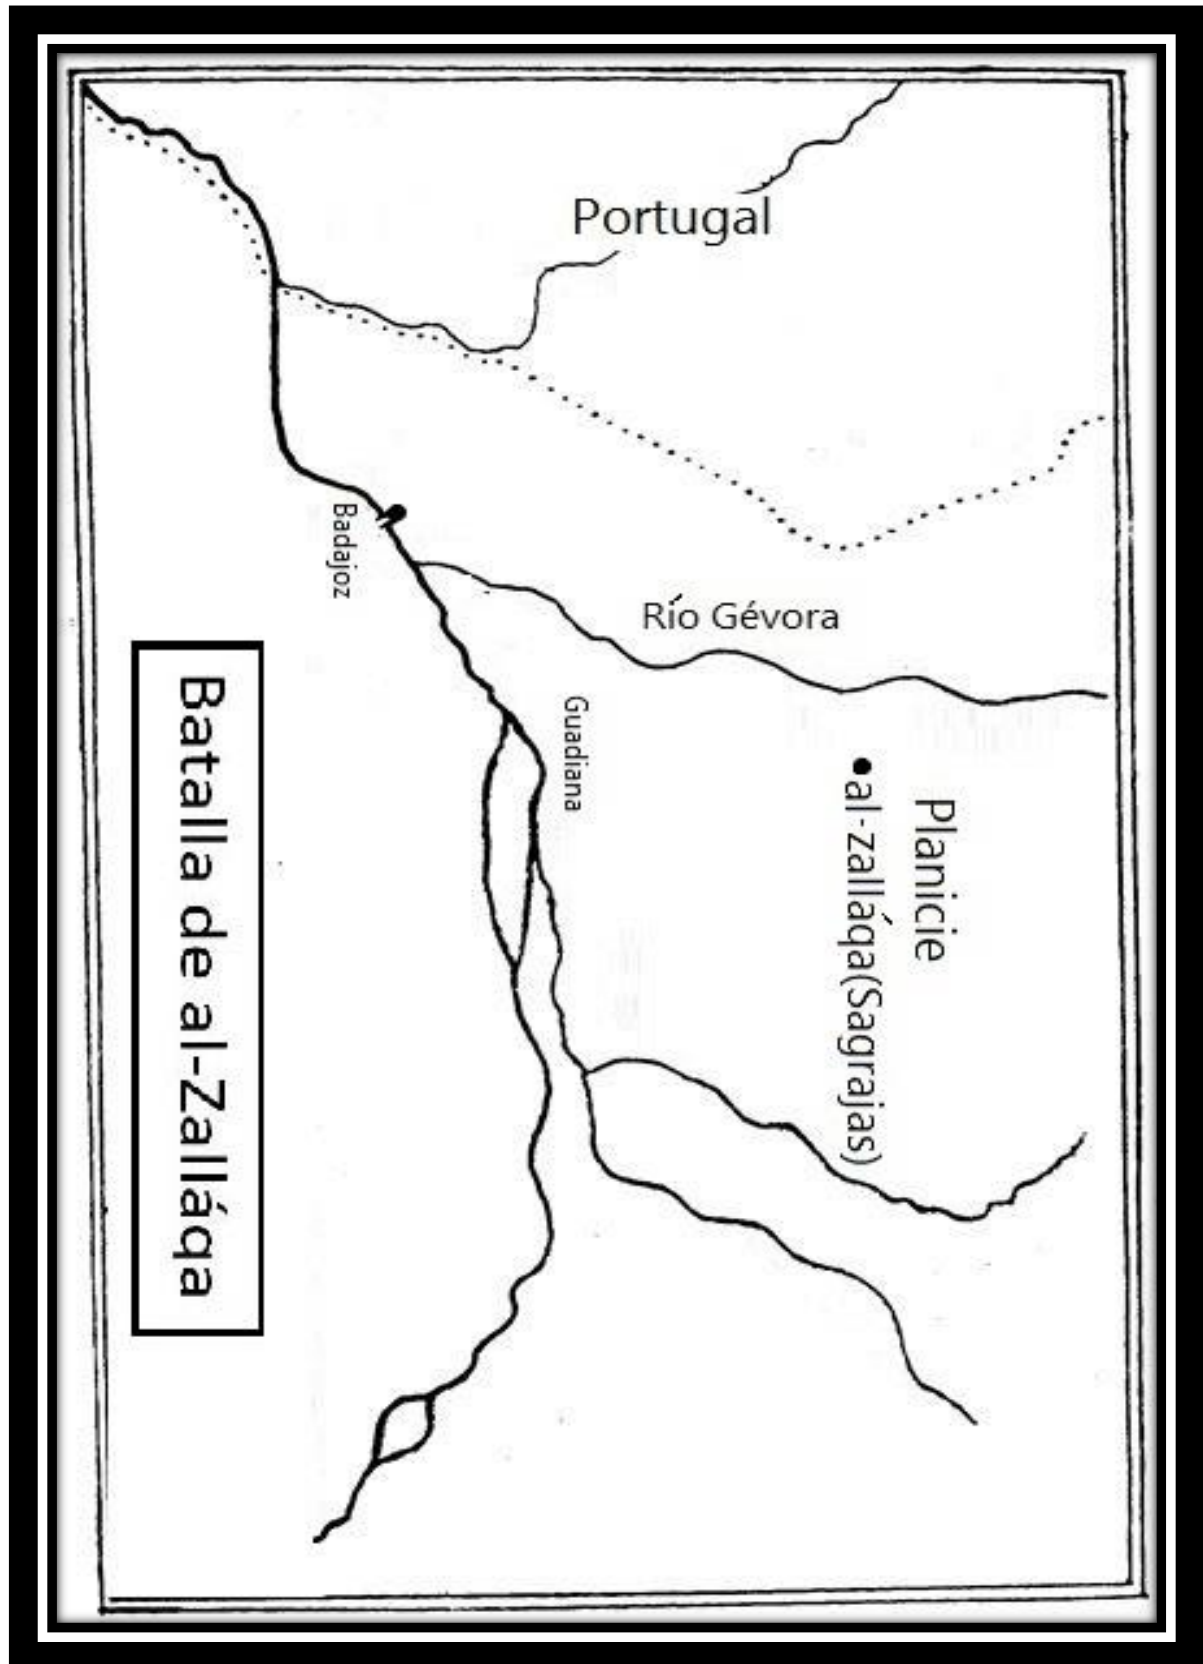 Portugal
Badajoz
Río Gévora
Guadiana
Planicie
al-zalláqa(Sagrajas)
Batalla de al-Zalláqa